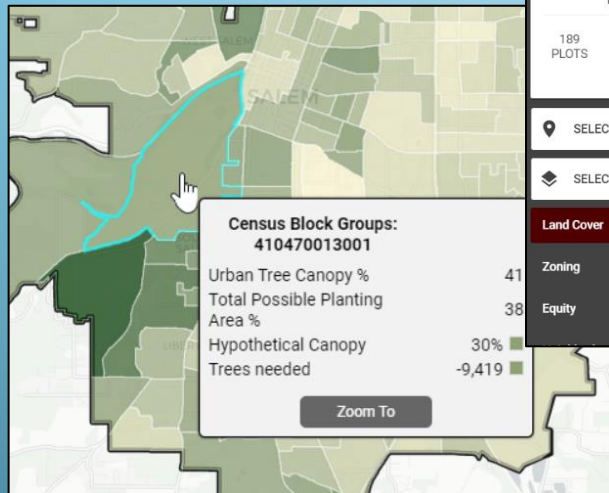 SALEM
Census Block Groups:
410470013001
Urban Tree Canopy % 41
Total Possible Planting
Area % 38
Hypothetical Canopy 30%
Trees needed -9,419
Zoom To
189
PLOTS
SELEC
SELEC
Land Cover
Zoning
Equity